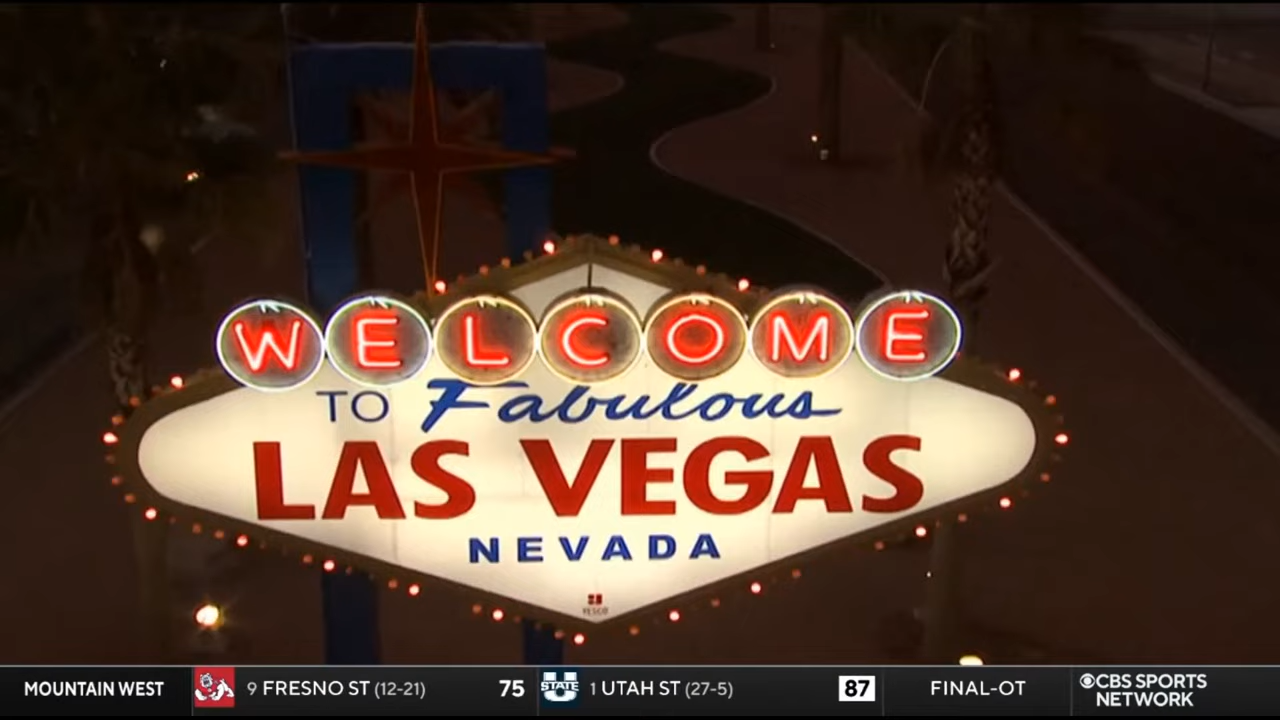 WELCOME
TO Fabulous
LAS VEGAS
NEVADA
YESCO
MOUNTAIN WEST 9 FRESNO ST (12-21) 75 U STATE 1 UTAH ST (27-5) 87 FINAL-OT CBS SPORTS NETWORK